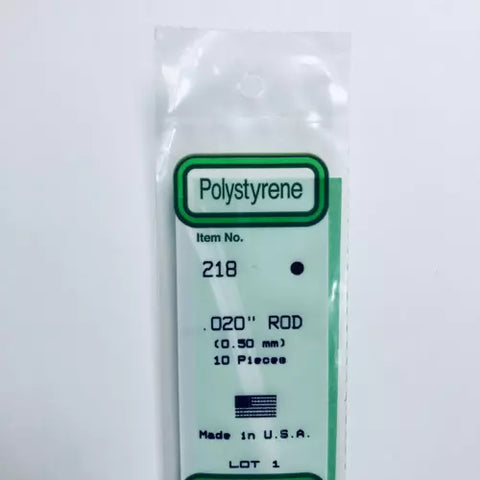 Polystyrene
Item No.
218
.020" ROD
(0.50 mm)
10 Pieces
Made in U.S.A.
LOT 1